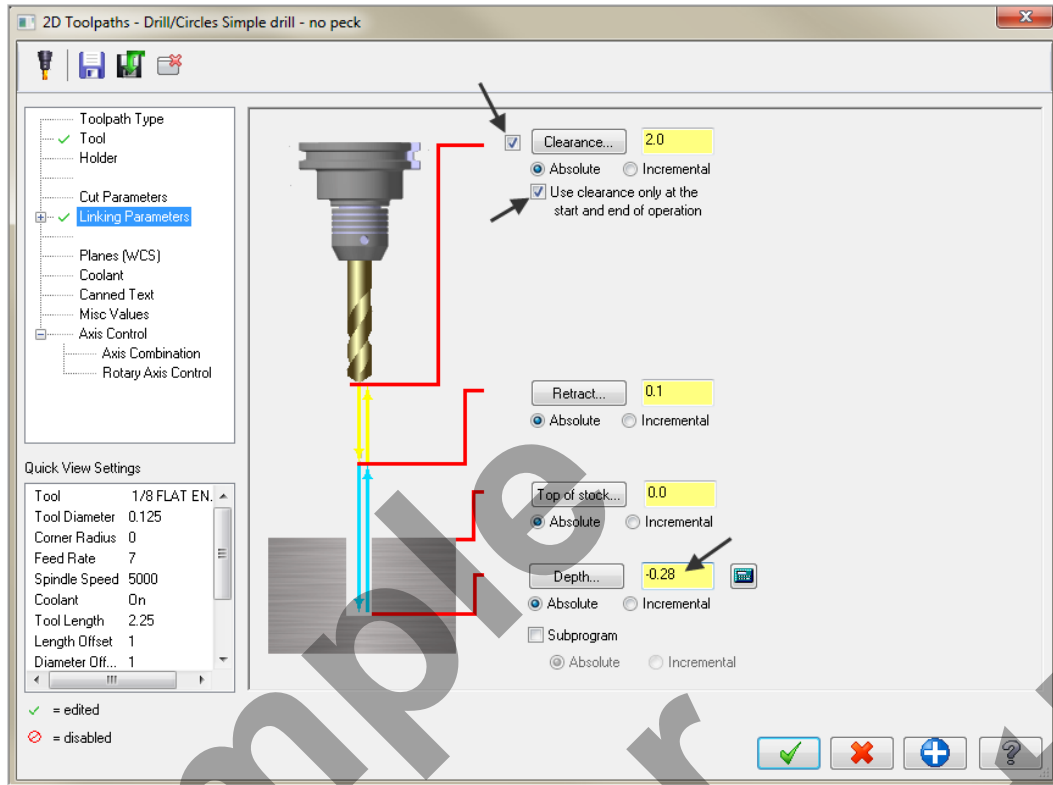 2D Toolpaths - Drill/Circles Simple drill - no peck
Toolpath Type
Tool
Holder
Cut Parameters
Linking Parameters
Planes (WCS)
Coolant
Canned Text
Misc Values
Axis Control
Axis Combination
Rotary Axis Control
Quick View Settings
Tool 1/8 FLAT EN.
Tool Diameter 0.125
Corner Radius 0
Feed Rate 7
Spindle Speed 5000
Coolant On
Tool Length 2.25
Length Offset 1
Diameter Off... 1
= edited
= disabled
Clearance... 2.0
Absolute Incremental
Use clearance only at the
start and end of operation
Retract... 0.1
Absolute Incremental
Top of stock... 0.0
Absolute Incremental
Depth... -0.28
Absolute Incremental
Subprogram
Absolute Incremental